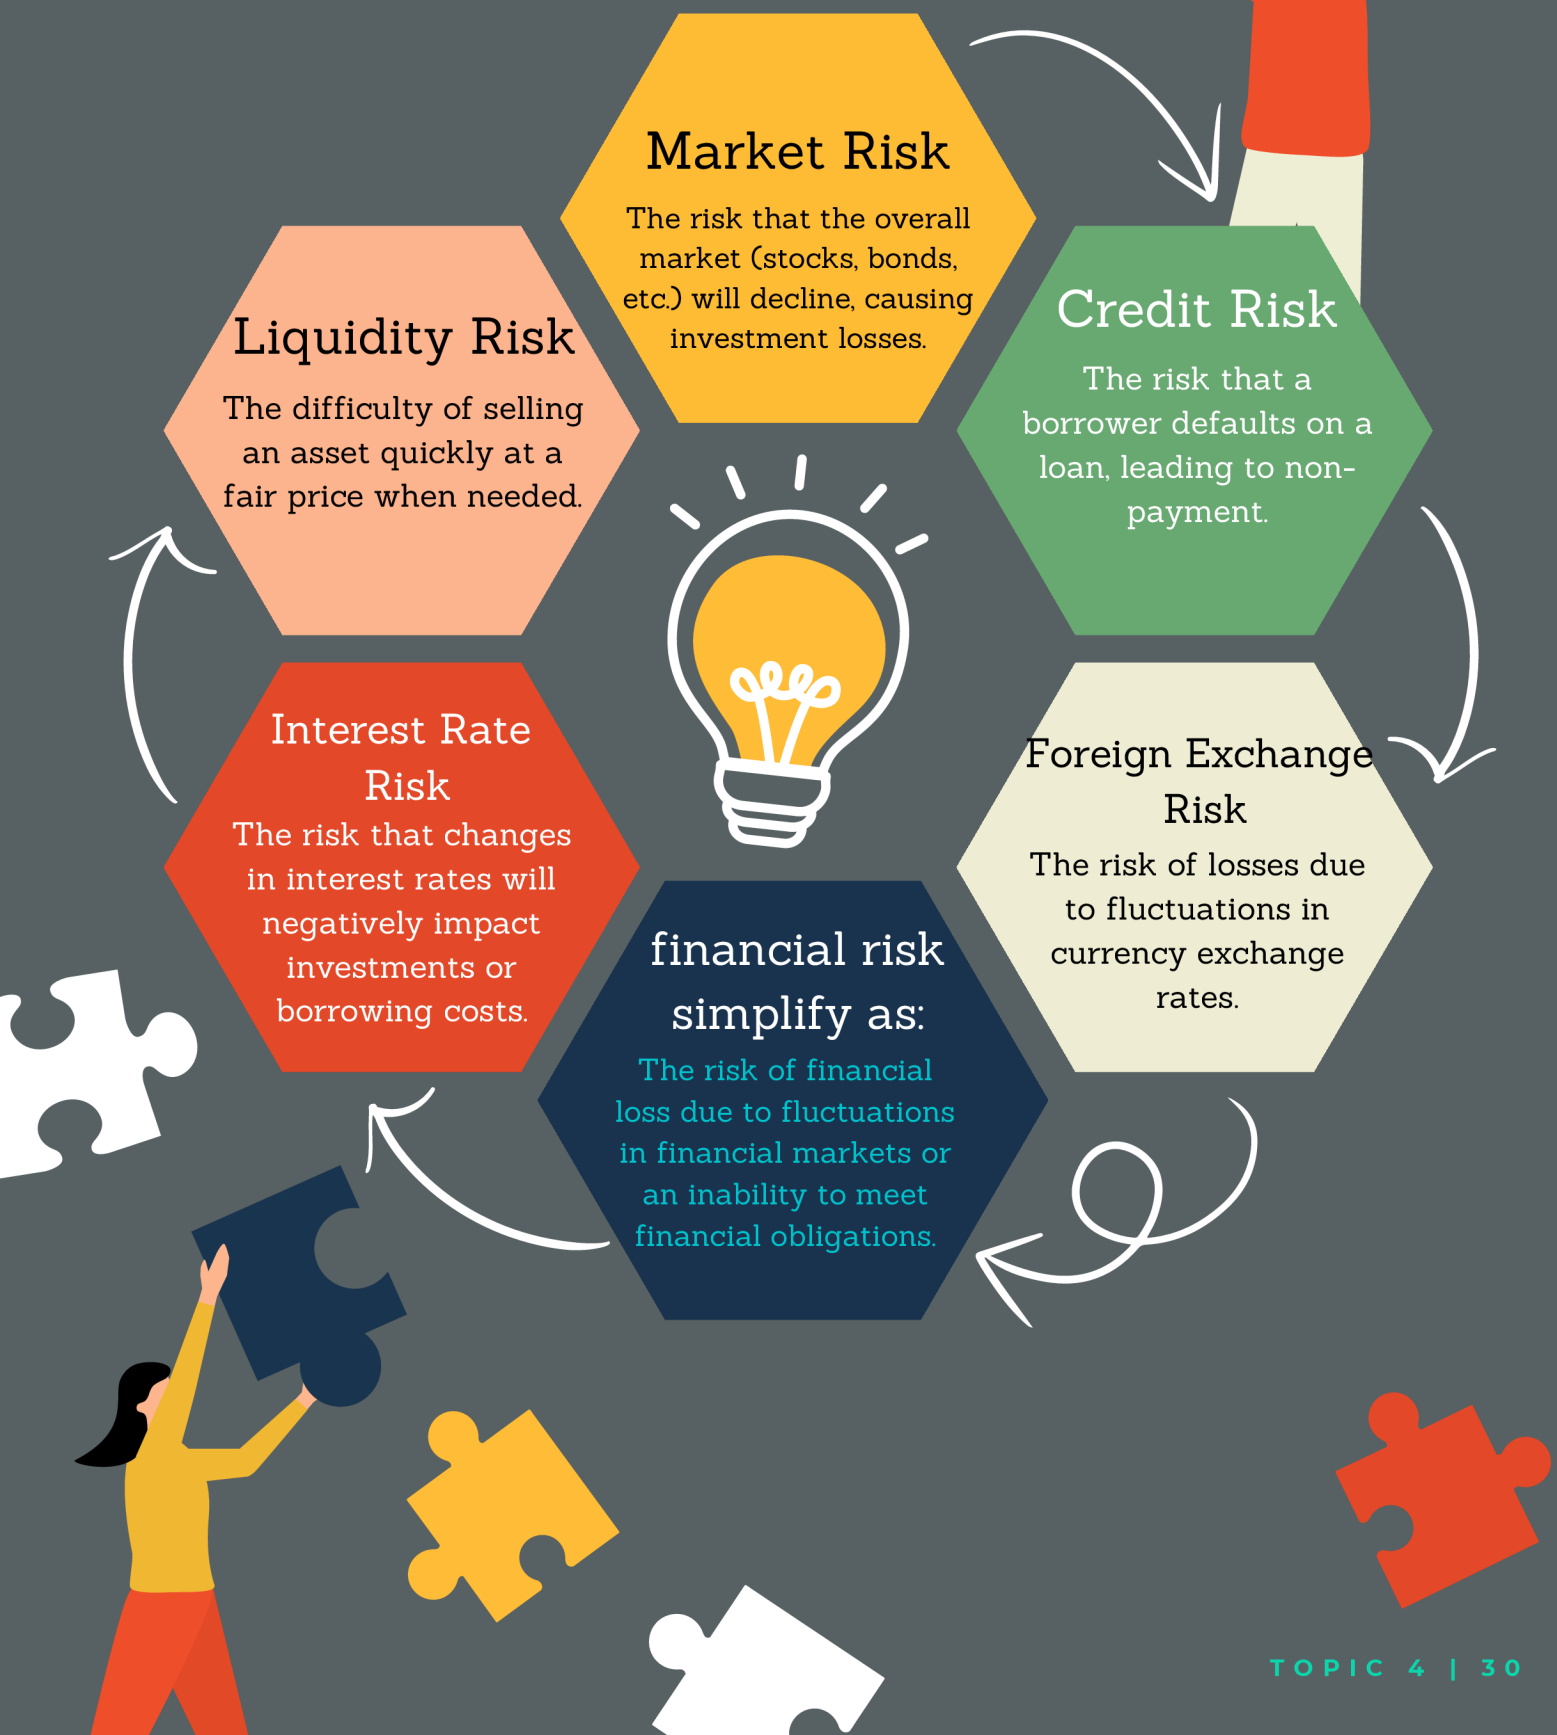 Market Risk
The risk that the overall
market (stocks, bonds,
etc.) will decline, causing
investment losses.
Credit Risk
The risk that a
borrower defaults on a
loan, leading to non-
payment.
Foreign Exchange
Risk
The risk of losses due
to fluctuations in
currency exchange
rates.
financial risk
simplify as:
The risk of financial
loss due to fluctuations
in financial markets or
an inability to meet
financial obligations.
Interest Rate
Risk
The risk that changes
in interest rates will
negatively impact
investments or
borrowing costs.
Liquidity Risk
The difficulty of selling
an asset quickly at a
fair price when needed.
TOPIC 4 | 30